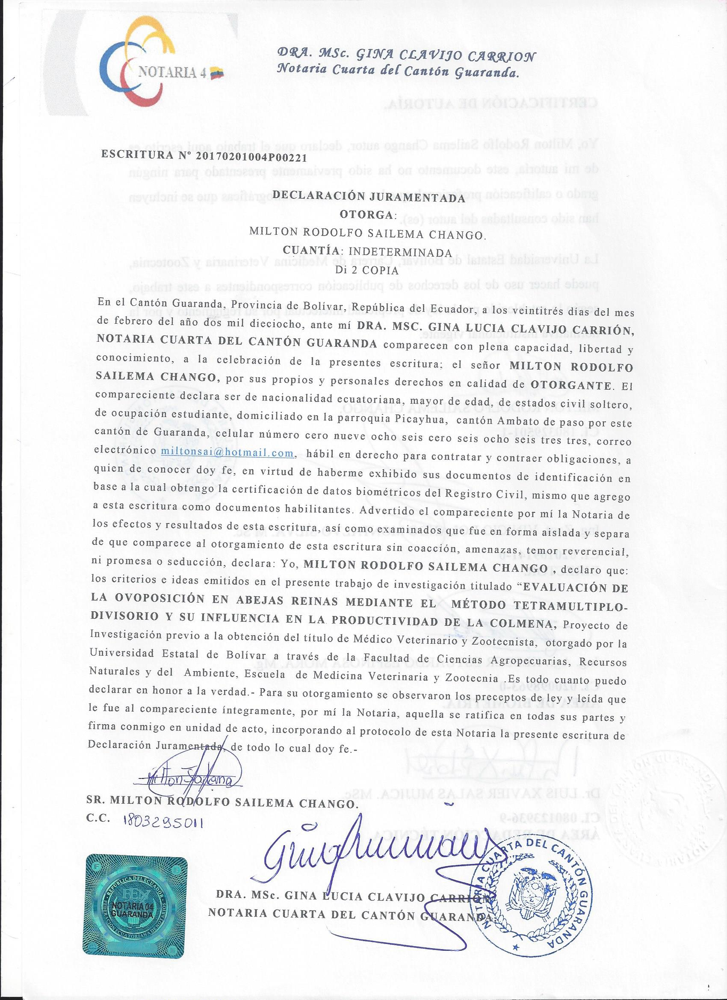 NOTARIA 4
DRA. MSc. GINA CLAVIJO CARRION
Notaria Cuarta del Cantón Guaranda.
ESCRITURA Nº 20170201004P00221
DECLARACIÓN JURAMENTADA
OTORGA:
MILTON RODOLFO SAILEMA CHANGO.
CUANTÍA: INDETERMINADA
Di 2 COPIA
En el Cantón Guaranda, Provincia de Bolívar, República del Ecuador, a los veintitrés días del mes
de febrero del año dos mil dieciocho, ante mí DRA. MSC. GINA LUCIA CLAVIJO CARRIÓN,
NOTARIA CUARTA DEL CANTÓN GUARANDA comparecen con plena capacidad, libertad y
conocimiento, a la celebración de la presentes escritura; el señor MILTON RODOLFO
SAILEMA CHANGO, por sus propios y personales derechos en calidad de OTORGANTE. El
compareciente declara ser de nacionalidad ecuatoriana, mayor de edad, de estados civil soltero,
de ocupación estudiante, domiciliado en la parroquia Picayhua, cantón Ambato de paso por este
cantón de Guaranda, celular número cero nueve ocho seis cero seis ocho seis tres tres, correo
electrónico miltonsai@hotmail.com, hábil en derecho para contratar y contraer obligaciones, a
quien de conocer doy fe, en virtud de haberme exhibido sus documentos de identificación en
base a la cual obtengo la certificación de datos biométricos del Registro Civil, mismo que agrego
a esta escritura como documentos habilitantes. Advertido el compareciente por mí la Notaria de
los efectos y resultados de esta escritura, así como examinados que fue en forma aislada y separa
de que comparece al otorgamiento de esta escritura sin coacción, amenazas, temor reverencial,
ni promesa o seducción, declara: Yo, MILTON RODOLFO SAILEMA CHANGO , declaro que:
los criterios e ideas emitidos en el presente trabajo de investigación titulado “EVALUACIÓN DE
LA OVOPOSICIÓN EN ABEJAS REINAS MEDIANTE EL MÉTODO TETRAMULTIPLO-
DIVISORIO Y SU INFLUENCIA EN LA PRODUCTIVIDAD DE LA COLMENA, Proyecto de
Investigación previo a la obtención del título de Médico Veterinario y Zootecnista, otorgado por la
Universidad Estatal de Bolívar a través de la Facultad de Ciencias Agropecuarias, Recursos
Naturales y del Ambiente, Escuela de Medicina Veterinaria y Zootecnia .Es todo cuanto puedo
declarar en honor a la verdad.- Para su otorgamiento se observaron los preceptos de ley y leída que
le fue al compareciente íntegramente, por mí la Notaria, aquella se ratifica en todas sus partes y
firma conmigo en unidad de acto, incorporando al protocolo de esta Notaria la presente escritura de
Declaración Juramentada, de todo lo cual doy fe.-
SR. MILTON RODOLFO SAILEMA CHANGO.
C.C. 1803295011
DRA. MSc. GINA LUCIA CLAVIJO CARRION
NOTARIA CUARTA DEL CANTÓN GUARANDA.
NOTARIA CUARTA DEL CANTÓN GUARANDA
REPÚBLICA DEL ECUADOR
NOTARIA 04
GUARANDA